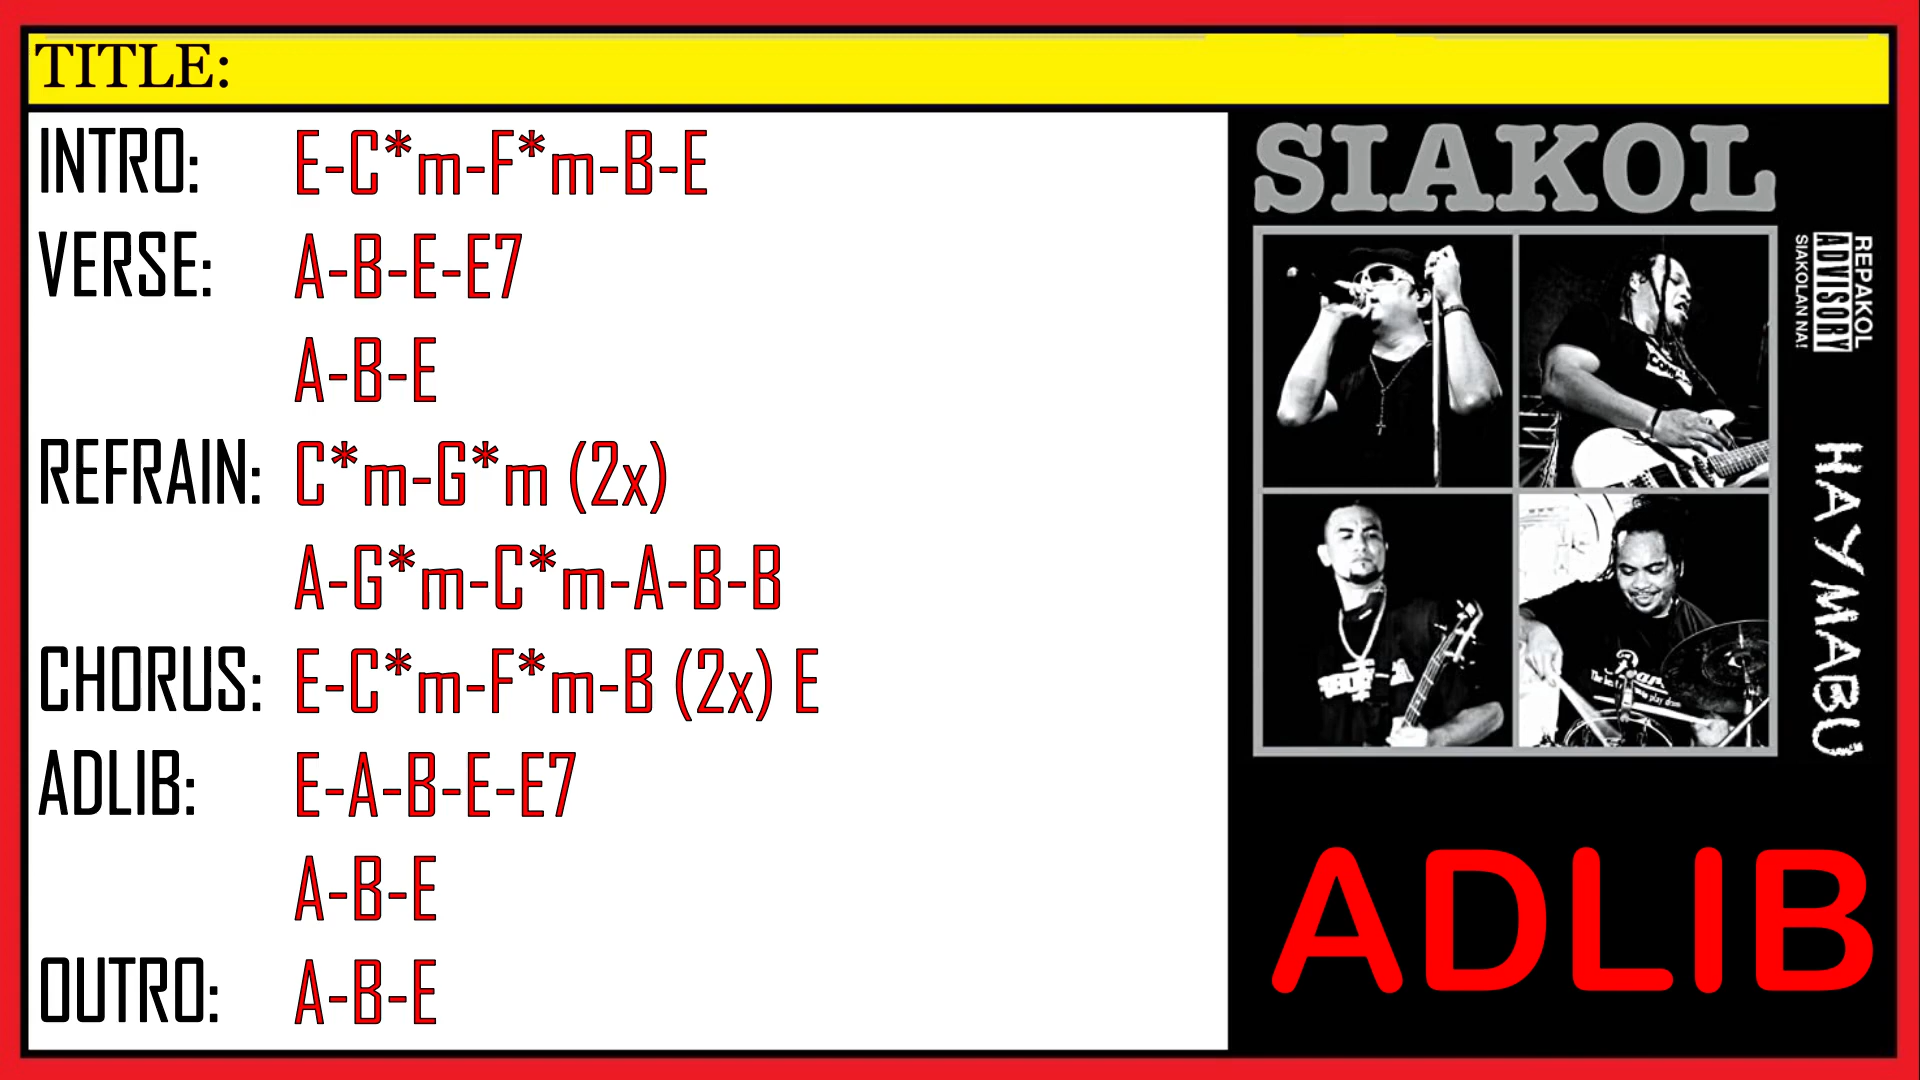 TITLE:
INTRO: E-C*m-F*m-B-E
VERSE: A-B-E-E7
A-B-E
REFRAIN: C*m-G*m (2x)
A-G*m-C*m-A-B-B
CHORUS: E-C*m-F*m-B (2x) E
ADLIB: E-A-B-E-E7
A-B-E
OUTRO: A-B-E
SIAKOL
REPAKOL
ADVISORY
SIAKOLAN NA!
HAYMABU
ADLIB